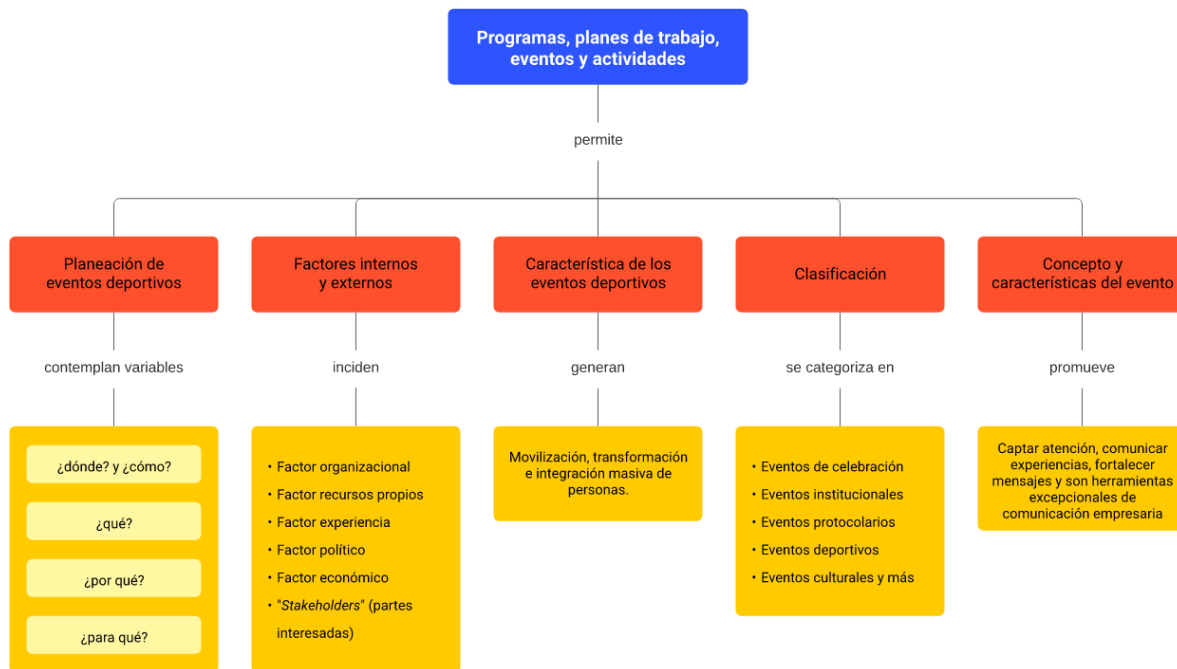 Programas, planes de trabajo,
eventos y actividades
permite
Planeación de
eventos deportivos
Factores internos
y externos
Característica de los
eventos deportivos
Clasificación
Concepto y
características del evento
contemplan variables
inciden
generan
se categoriza en
promueve
¿dónde? y ¿cómo?
¿qué?
¿por qué?
¿para qué?
• Factor organizacional
• Factor recursos propios
• Factor experiencia
• Factor político
• Factor económico
• "Stakeholders" (partes
interesadas)
Movilización, transformación
e integración masiva de
personas.
• Eventos de celebración
• Eventos institucionales
• Eventos protocolarios
• Eventos deportivos
• Eventos culturales y más
Captar atención, comunicar
experiencias, fortalecer
mensajes y son herramientas
excepcionales de
comunicación empresaria